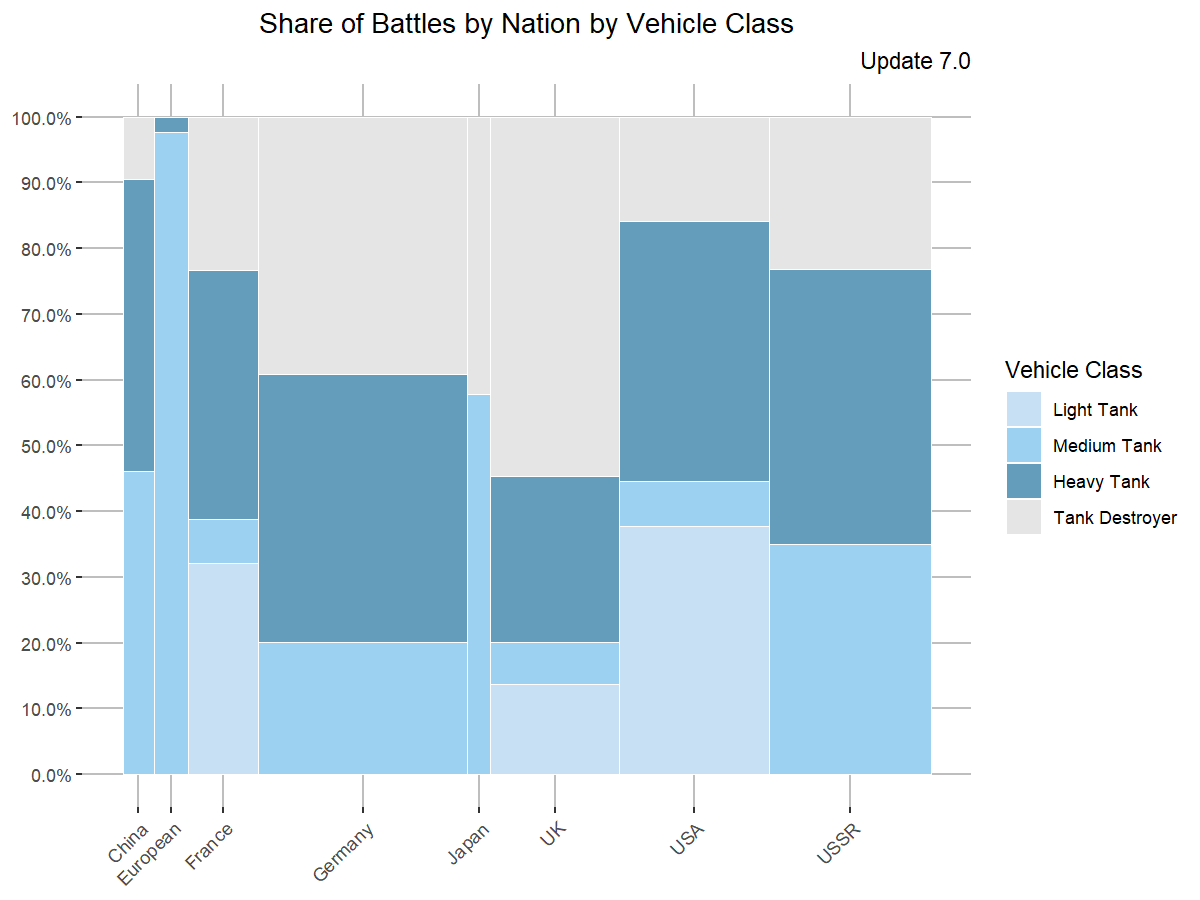 Share of Battles by Nation by Vehicle Class
Update 7.0
100.0%
90.0%
80.0%
70.0%
60.0%
50.0%
40.0%
30.0%
20.0%
10.0%
0.0%
China
European
France
Germany
Japan
UK
USA
USSR
Vehicle Class
Light Tank
Medium Tank
Heavy Tank
Tank Destroyer